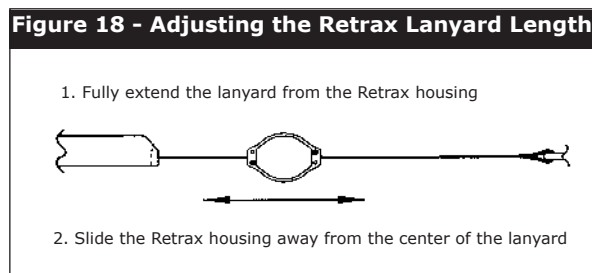 Figure 18 - Adjusting the Retrax Lanyard Length
1. Fully extend the lanyard from the Retrax housing
2. Slide the Retrax housing away from the center of the lanyard